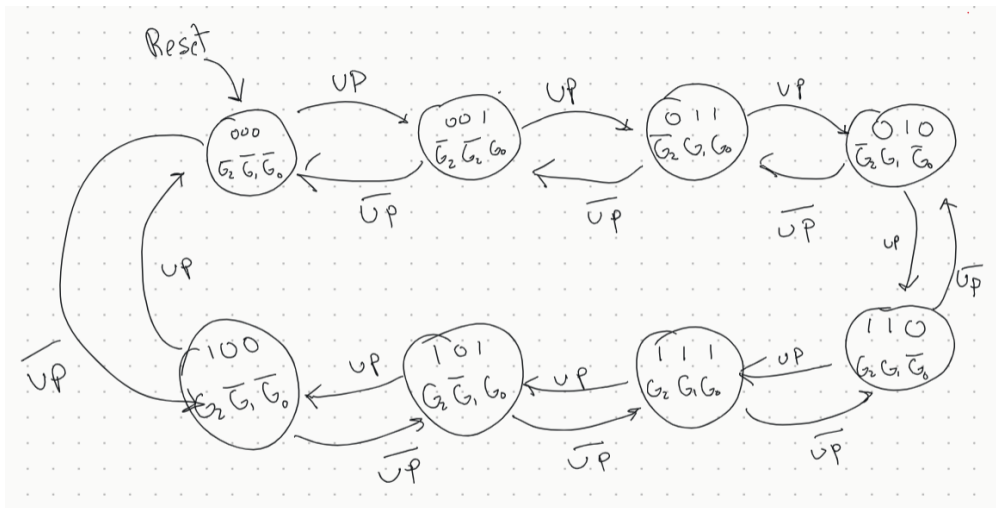 Reset
UP
UP
UP
000
G̅₂ G̅₁ G̅₀
001
G̅₂ G̅₂ G₀
011
G̅₂ G₁ G₀
010
G̅₂ G₁ G̅₀
U̅P̅
U̅P̅
U̅P̅
UP
UP
U̅P̅
U̅P̅
100
G₂ G̅₁ G̅₀
UP
101
G₂ G̅₁ G₀
UP
111
G₂ G₁ G₀
UP
110
G₂ G₁ G̅₀
U̅P̅
U̅P̅
U̅P̅